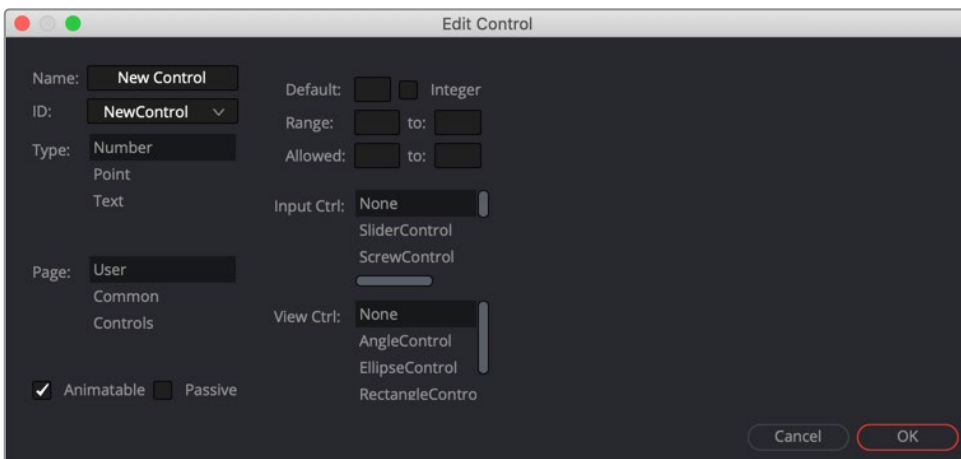 Edit Control
Name: New Control
ID: NewControl
Type: Number
Point
Text
Page: User
Common
Controls
Animatable Passive
Default: Integer
Range: to:
Allowed: to:
Input Ctrl: None
SliderControl
ScrewControl
View Ctrl: None
AngleControl
EllipseControl
RectangleContro
Cancel OK